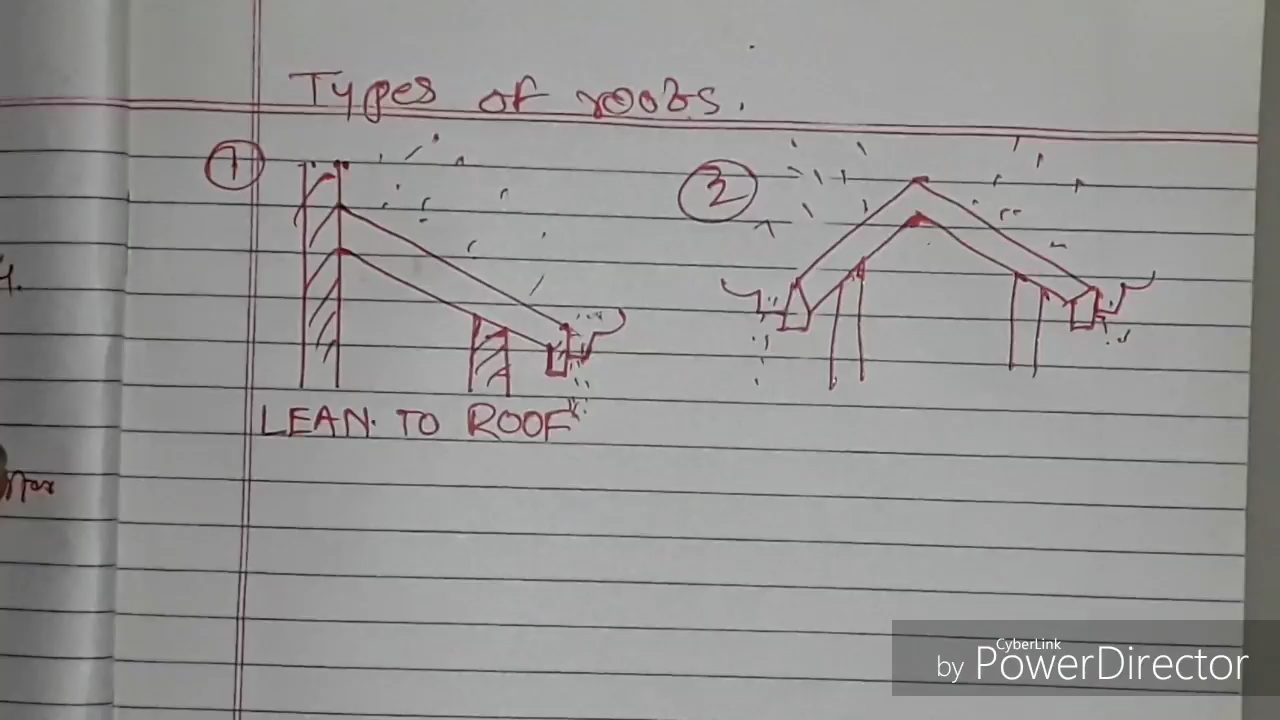 Types of roofs.
1
2
LEAN TO ROOF
CyberLink
by PowerDirector